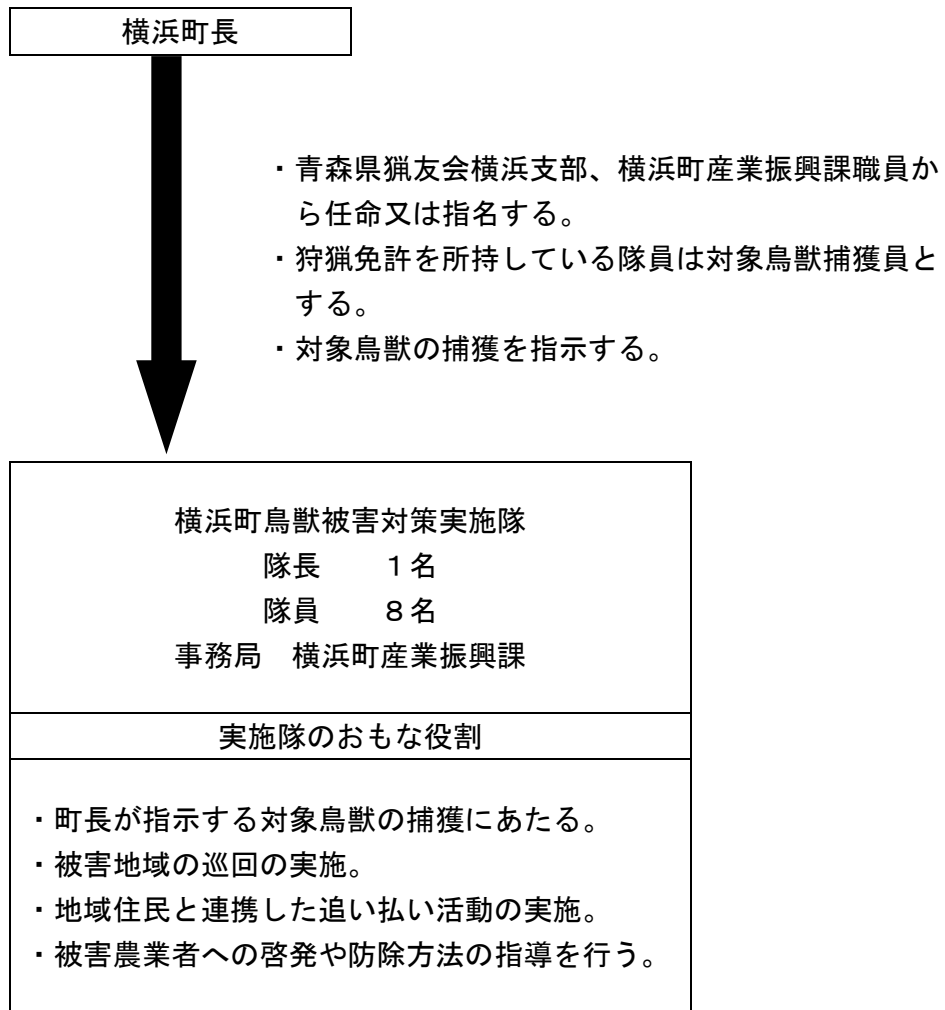 横浜町長
・青森県猟友会横浜支部、横浜町産業振興課職員か
ら任命又は指名する。
・狩猟免許を所持している隊員は対象鳥獣捕獲員と
する。
・対象鳥獣の捕獲を指示する。
横浜町鳥獣被害対策実施隊
隊長　　１名
隊員　　８名
事務局　横浜町産業振興課
実施隊のおもな役割
・町長が指示する対象鳥獣の捕獲にあたる。
・被害地域の巡回の実施。
・地域住民と連携した追い払い活動の実施。
・被害農業者への啓発や防除方法の指導を行う。